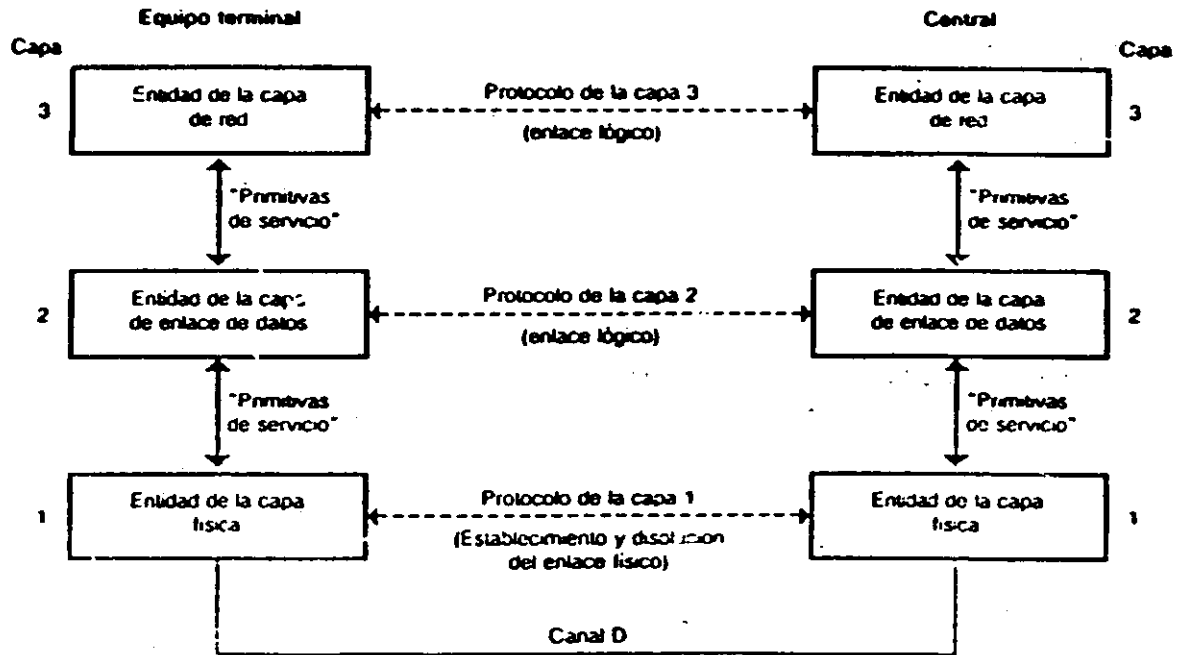 Equipo terminal
Central
Capa
Capa
3
Entidad de la capa
de red
Protocolo de la capa 3
(enlace lógico)
Entidad de la capa
de red
3
"Primitivas
de servicio"
"Primitivas
de servicio"
2
Entidad de la capa
de enlace de datos
Protocolo de la capa 2
(enlace lógico)
Entidad de la capa
de enlace de datos
2
"Primitivas
de servicio"
"Primitivas
de servicio"
1
Entidad de la capa
física
Protocolo de la capa 1
(Establecimiento y disolución
del enlace físico)
Entidad de la capa
física
1
Canal D